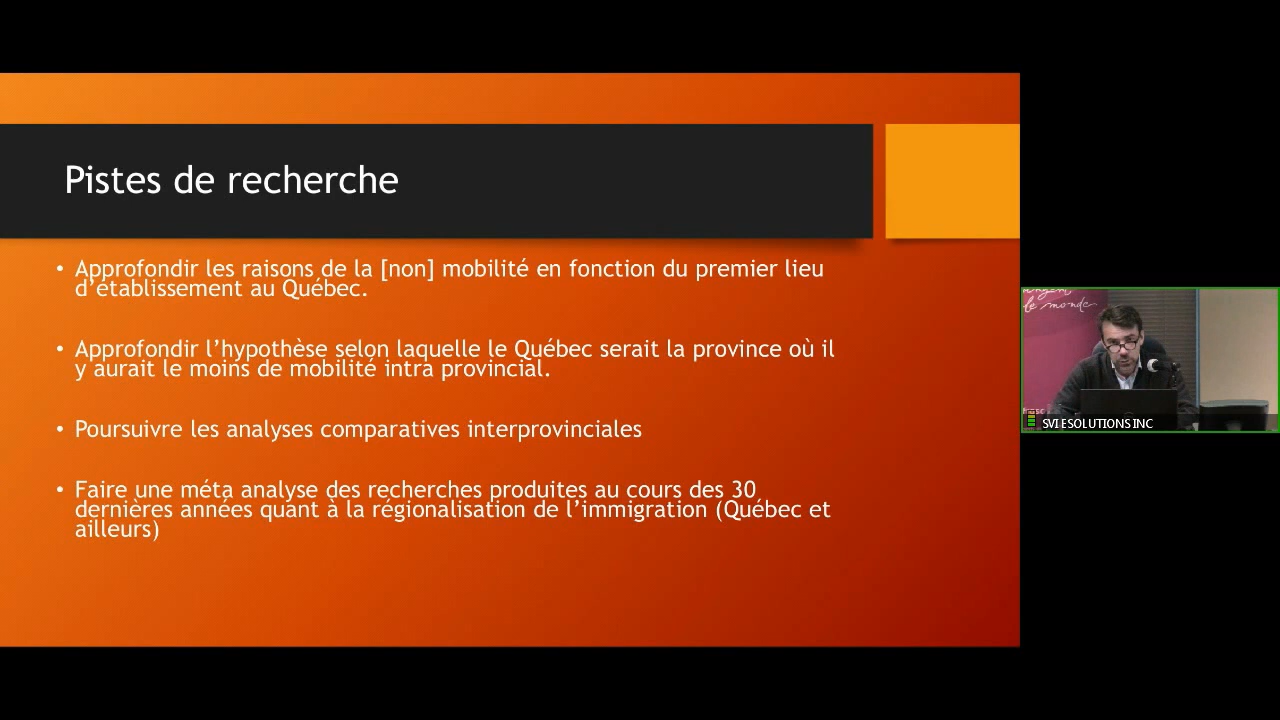 Pistes de recherche
• Approfondir les raisons de la [non] mobilité en fonction du premier lieu
d’établissement au Québec.
• Approfondir l’hypothèse selon laquelle le Québec serait la province où il
y aurait le moins de mobilité intra provincial.
• Poursuivre les analyses comparatives interprovinciales
• Faire une méta analyse des recherches produites au cours des 30
dernières années quant à la régionalisation de l’immigration (Québec et
ailleurs)
le monde
SVI ESOLUTIONS INC